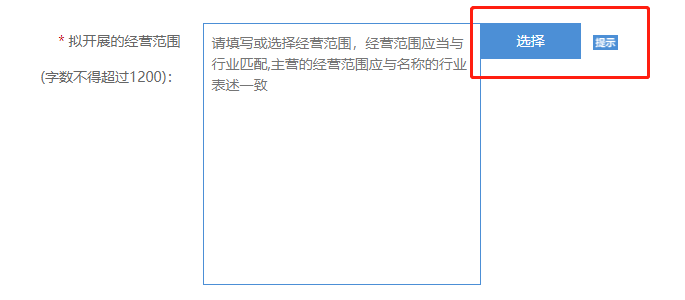 * 拟开展的经营范围
(字数不得超过1200)：
请填写或选择经营范围，经营范围应当与
行业匹配,主营的经营范围应与名称的行业
表述一致
选择
提示